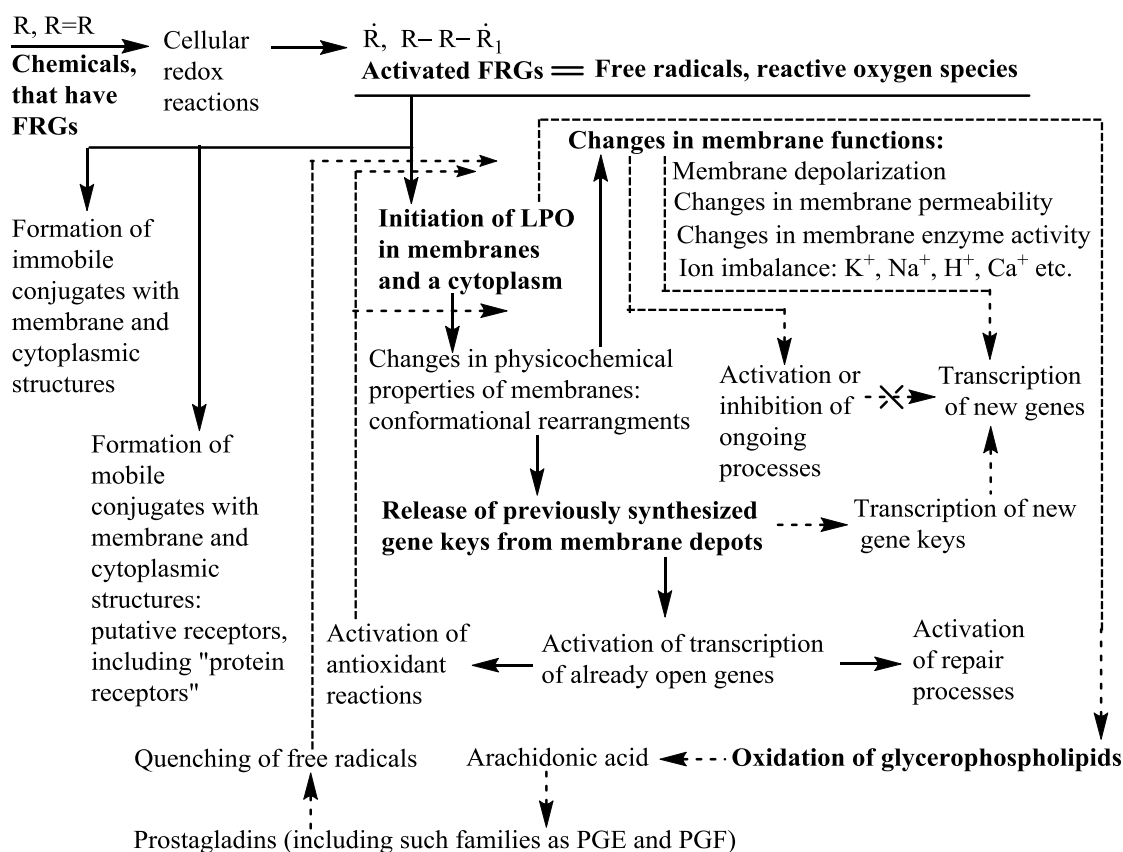 R, R=R
Chemicals,
that have
FRGs
Cellular
redox
reactions
Ṙ, R–R–Ṙ₁
Activated FRGs = Free radicals, reactive oxygen species
Changes in membrane functions:
Membrane depolarization
Changes in membrane permeability
Changes in membrane enzyme activity
Ion imbalance: K⁺, Na⁺, H⁺, Ca⁺ etc.
Formation of
immobile
conjugates with
membrane and
cytoplasmic
structures
Initiation of LPO
in membranes
and a cytoplasm
Changes in physicochemical
properties of membranes:
conformational rearrangments
Activation or
inhibition of
ongoing
processes
Transcription
of new genes
Formation of
mobile
conjugates with
membrane and
cytoplasmic
structures:
putative receptors,
including "protein
receptors"
Release of previously synthesized
gene keys from membrane depots
Transcription of new
gene keys
Activation of
antioxidant
reactions
Activation of transcription
of already open genes
Activation
of repair
processes
Quenching of free radicals
Arachidonic acid
Oxidation of glycerophospholipids
Prostagladins (including such families as PGE and PGF)